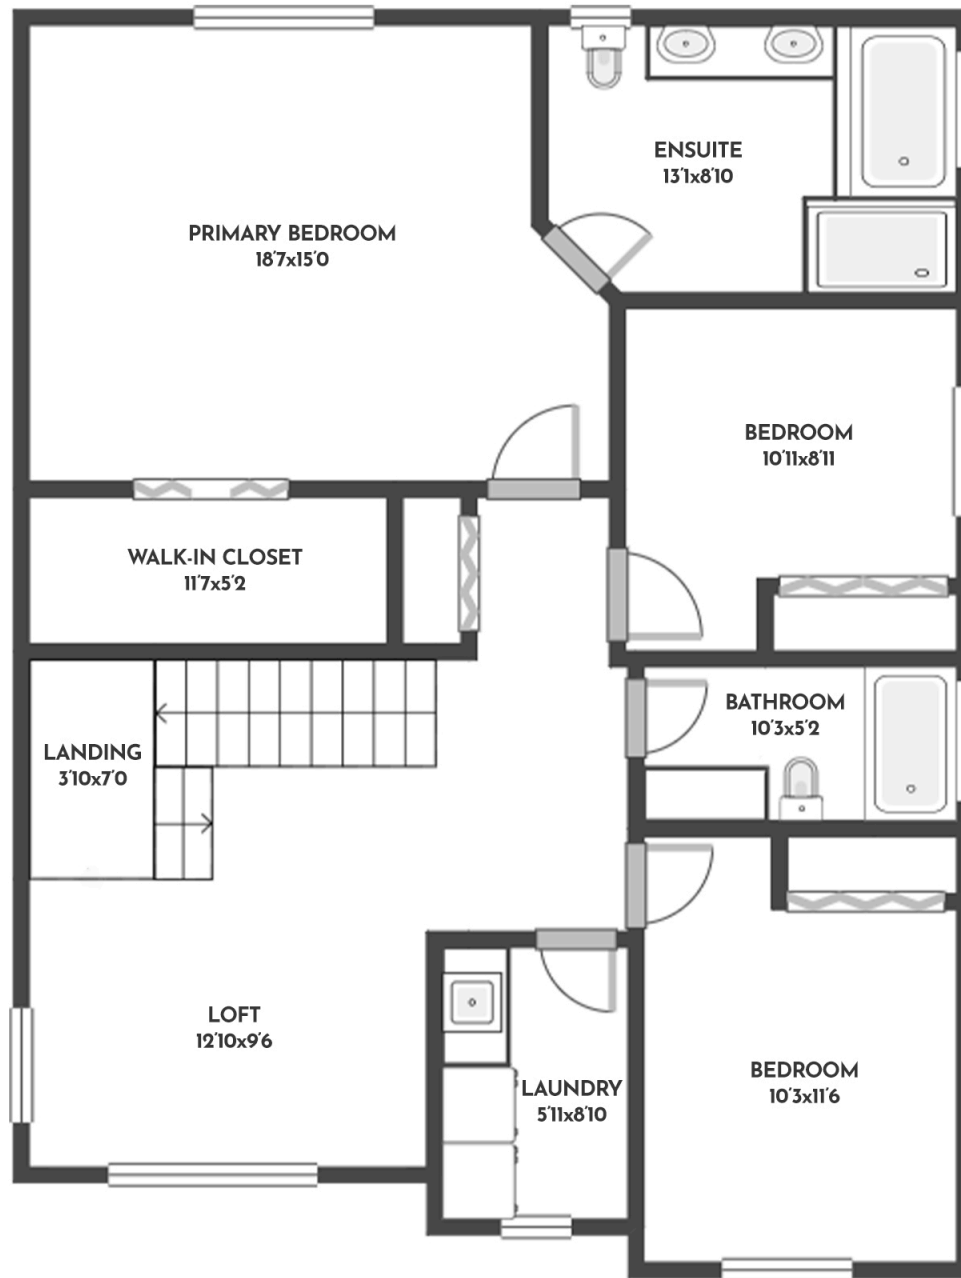 ENSUITE
13'1x8'10
PRIMARY BEDROOM
18'7x15'0
BEDROOM
10'11x8'11
WALK-IN CLOSET
11'7x5'2
BATHROOM
10'3x5'2
LANDING
3'10x7'0
LOFT
12'10x9'6
LAUNDRY
5'11x8'10
BEDROOM
10'3x11'6